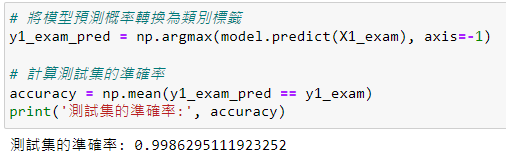 # 將模型預測概率轉換為類別標籤
y1_exam_pred = np.argmax(model.predict(X1_exam), axis=-1)
# 計算測試集的準確率
accuracy = np.mean(y1_exam_pred == y1_exam)
print('測試集的準確率:', accuracy)
測試集的準確率: 0.9986295111923252